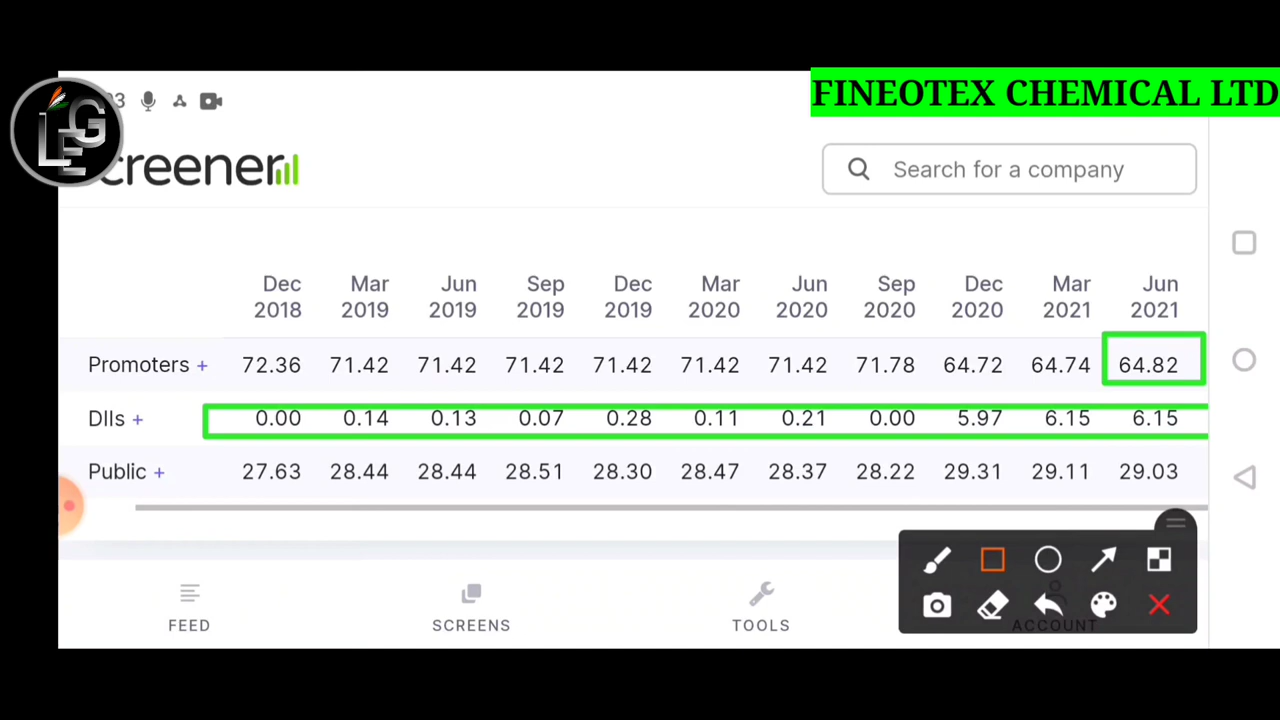 FINEOTEX CHEMICAL LTD
LEG
creener
Search for a company
Dec 2018 Mar 2019 Jun 2019 Sep 2019 Dec 2019 Mar 2020 Jun 2020 Sep 2020 Dec 2020 Mar 2021 Jun 2021
Promoters + 72.36 71.42 71.42 71.42 71.42 71.42 71.42 71.78 64.72 64.74 64.82
DIIs + 0.00 0.14 0.13 0.07 0.28 0.11 0.21 0.00 5.97 6.15 6.15
Public + 27.63 28.44 28.44 28.51 28.30 28.47 28.37 28.22 29.31 29.11 29.03
FEED SCREENS TOOLS ACCOUNT